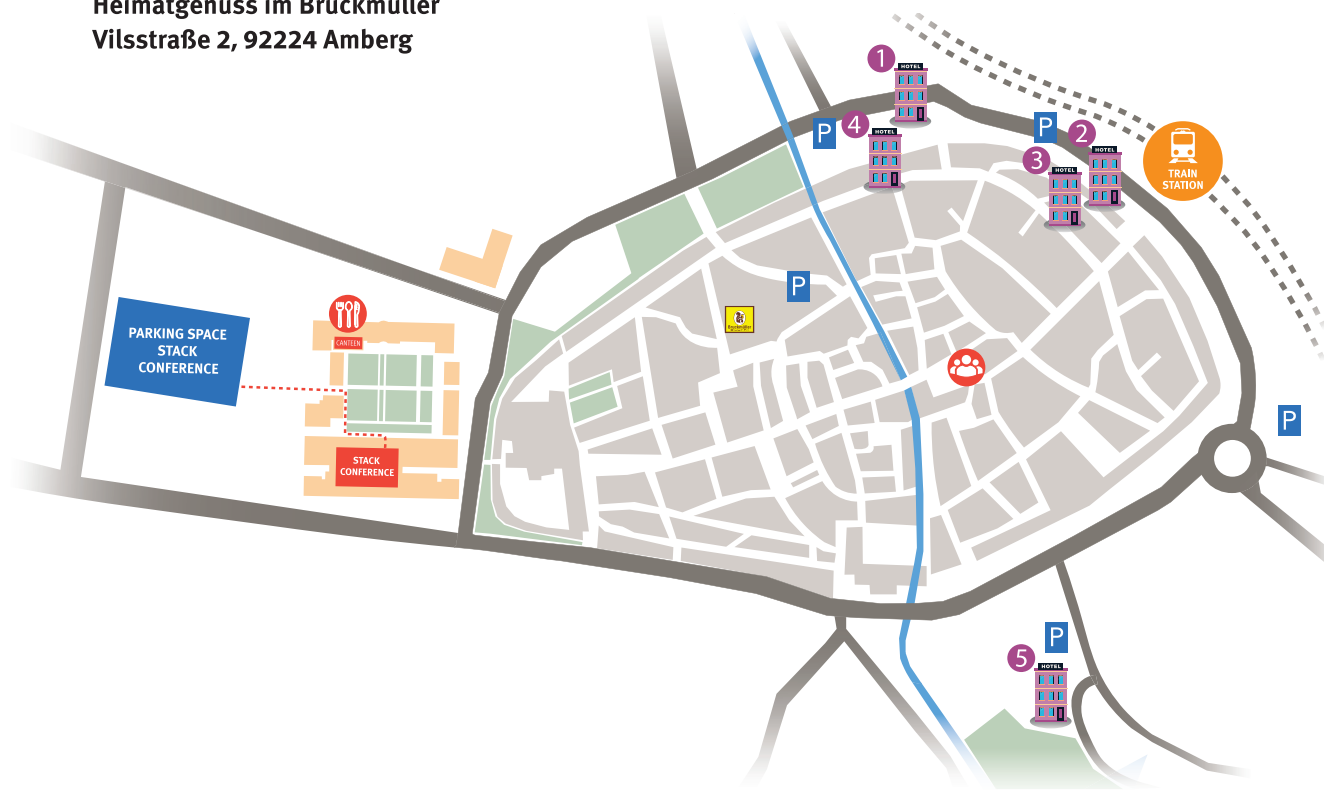 Heimatgenuss im Bruckmüller
Vilsstraße 2, 92224 Amberg
1
HOTEL
P
4
HOTEL
P
2
HOTEL
3
HOTEL
TRAIN
STATION
P
Bruckmüller
CANTEEN
PARKING SPACE
STACK
CONFERENCE
P
STACK
CONFERENCE
P
5
HOTEL